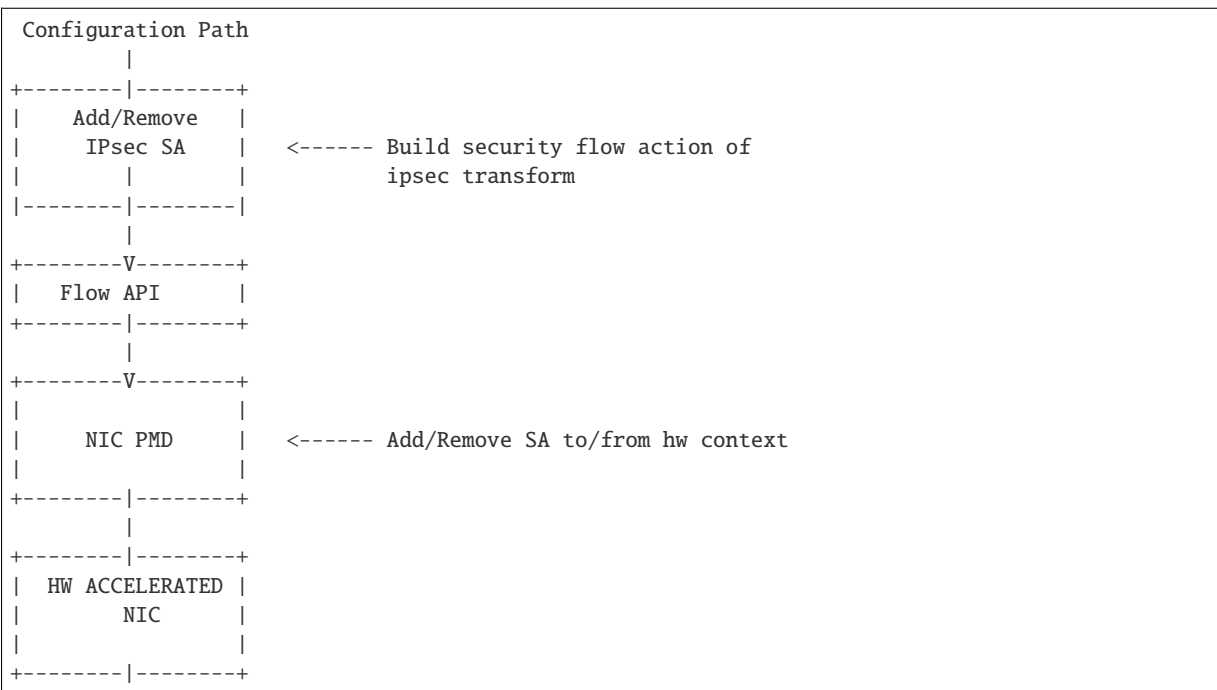 Configuration Path
         |
+--------|--------+
|    Add/Remove   |
|     IPsec SA    |   <------ Build security flow action of
|        |        |           ipsec transform
|--------|--------|
         |
+--------V--------+
|   Flow API      |
+--------|--------+
         |
+--------V--------+
|                 |
|     NIC PMD     |   <------ Add/Remove SA to/from hw context
|                 |
+--------|--------+
         |
+--------|--------+
|  HW ACCELERATED |
|        NIC      |
|                 |
+--------|--------+